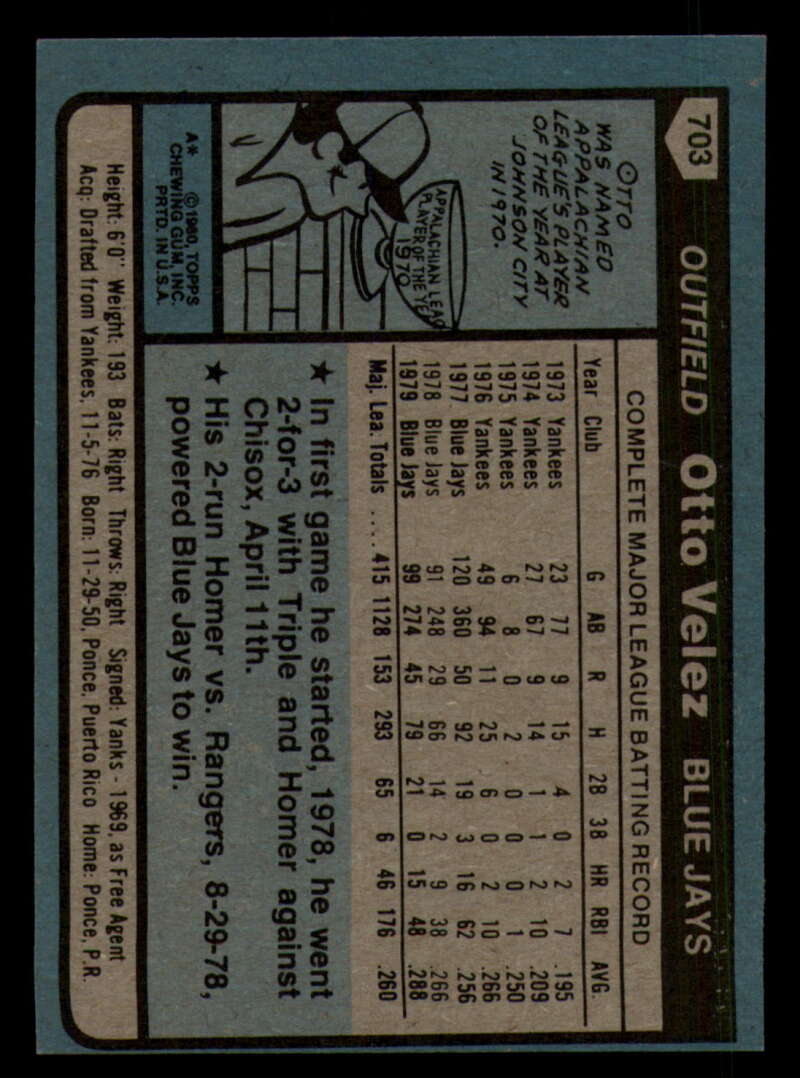 703 OUTFIELD Otto Velez BLUE JAYS
OTTO
WAS NAMED
APPALACHIAN
LEAGUE'S PLAYER
OF THE YEAR AT
JOHNSON CITY
IN 1970.
APPALACHIAN LEAG
PLAYER OF THE YE
1970
A* ©1980, TOPPS
CHEWING GUM, INC.
PRTD. IN U.S.A.
COMPLETE MAJOR LEAGUE BATTING RECORD
Year Club G AB R H 2B 3B HR RBI AVG.
1973 Yankees 23 77 9 15 4 0 2 7 .195
1974 Yankees 27 67 9 14 1 1 2 10 .209
1975 Yankees 6 8 0 2 0 0 0 1 .250
1976 Yankees 49 94 11 25 6 0 2 10 .266
1977 Blue Jays 120 360 50 92 19 3 16 62 .256
1978 Blue Jays 91 248 29 66 14 2 9 38 .266
1979 Blue Jays 99 274 45 79 21 0 15 48 .288
Maj. Lea. Totals .... 415 1128 153 293 65 6 46 176 .260
★ In first game he started, 1978, he went
2-for-3 with Triple and Homer against
Chisox, April 11th.
★ His 2-run Homer vs. Rangers, 8-29-78,
powered Blue Jays to win.
Height: 6'0" Weight: 193 Bats: Right Throws: Right Signed: Yanks - 1969, as Free Agent
Acq: Drafted from Yankees, 11-5-76 Born: 11-29-50, Ponce, Puerto Rico Home: Ponce, P.R.